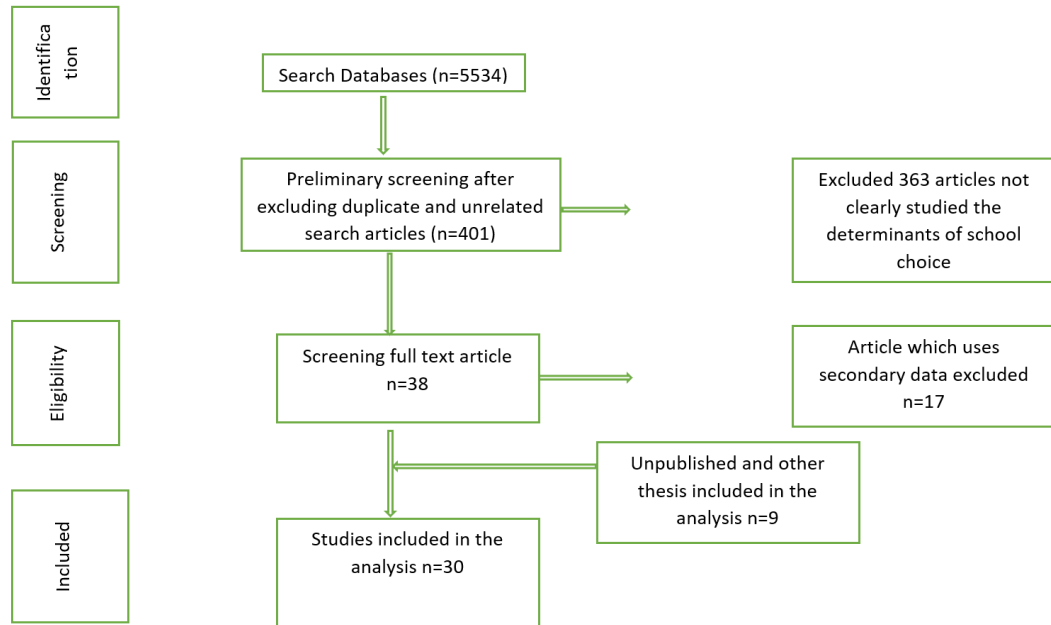 Identifica
tion
Search Databases (n=5534)
Screening
Preliminary screening after
excluding duplicate and unrelated
search articles (n=401)
Excluded 363 articles not
clearly studied the
determinants of school
choice
Eligibility
Screening full text article
n=38
Article which uses
secondary data excluded
n=17
Unpublished and other
thesis included in the
analysis n=9
Included
Studies included in the
analysis n=30